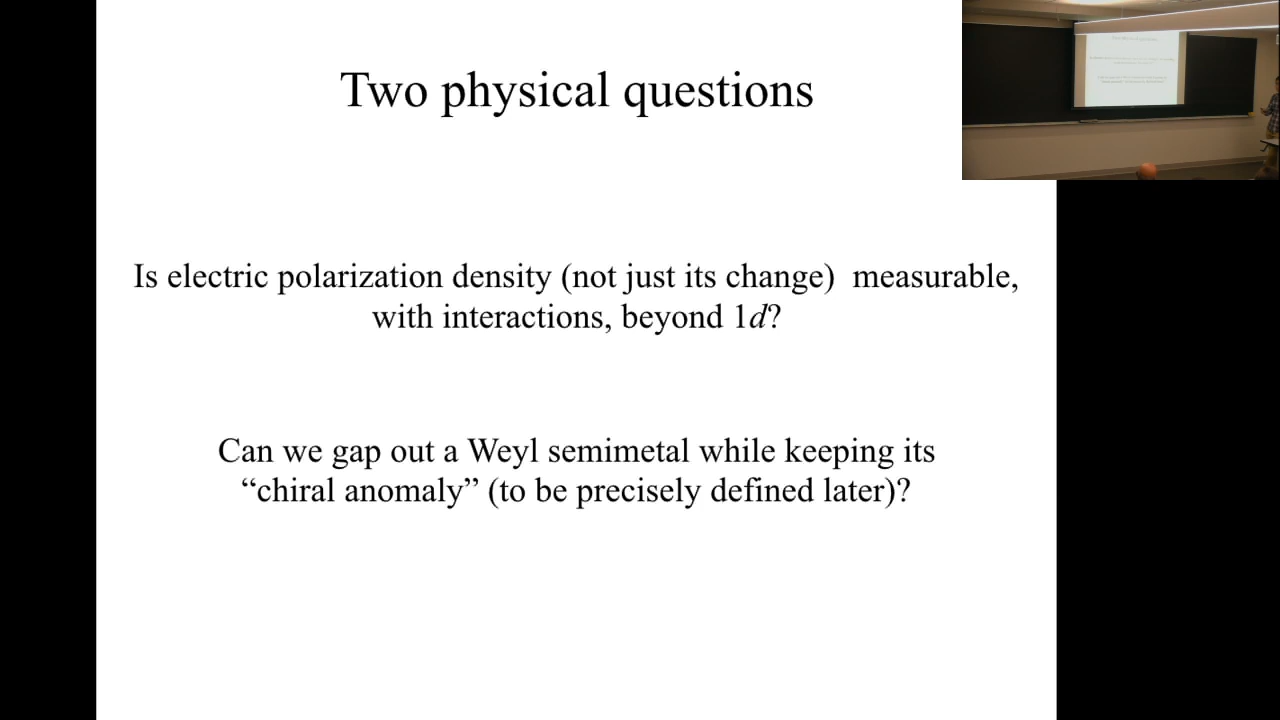 Two physical questions
Is electric polarization density (not just its change)  measurable,
with interactions, beyond 1d?
Can we gap out a Weyl semimetal while keeping its
“chiral anomaly” (to be precisely defined later)?